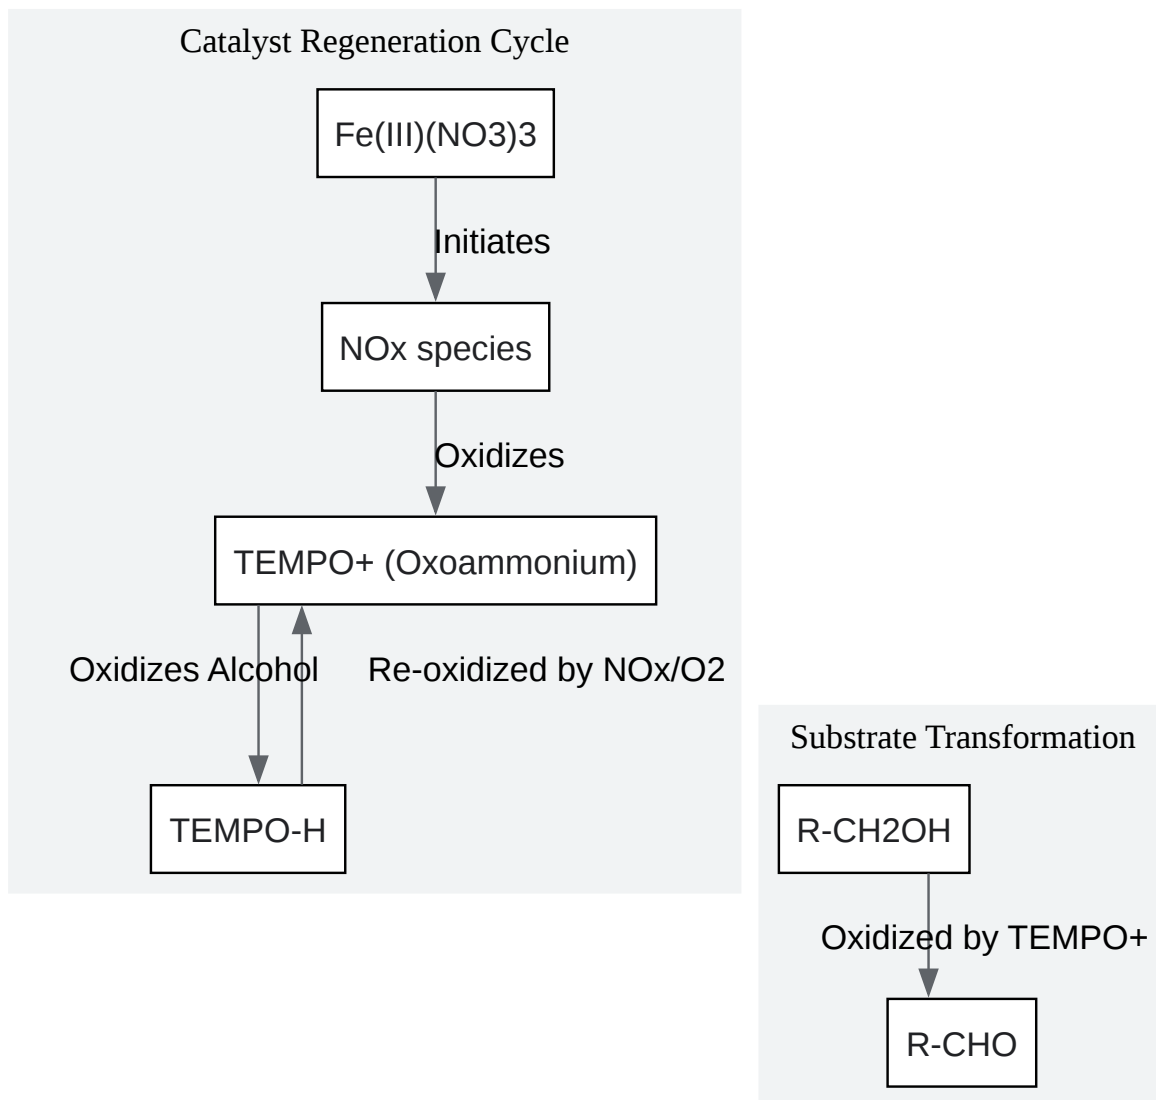 Catalyst Regeneration Cycle
Fe(III)(NO3)3
Initiates
NOx species
Oxidizes
TEMPO+ (Oxoammonium)
Oxidizes Alcohol
Re-oxidized by NOx/O2
TEMPO-H
Substrate Transformation
R-CH2OH
Oxidized by TEMPO+
R-CHO